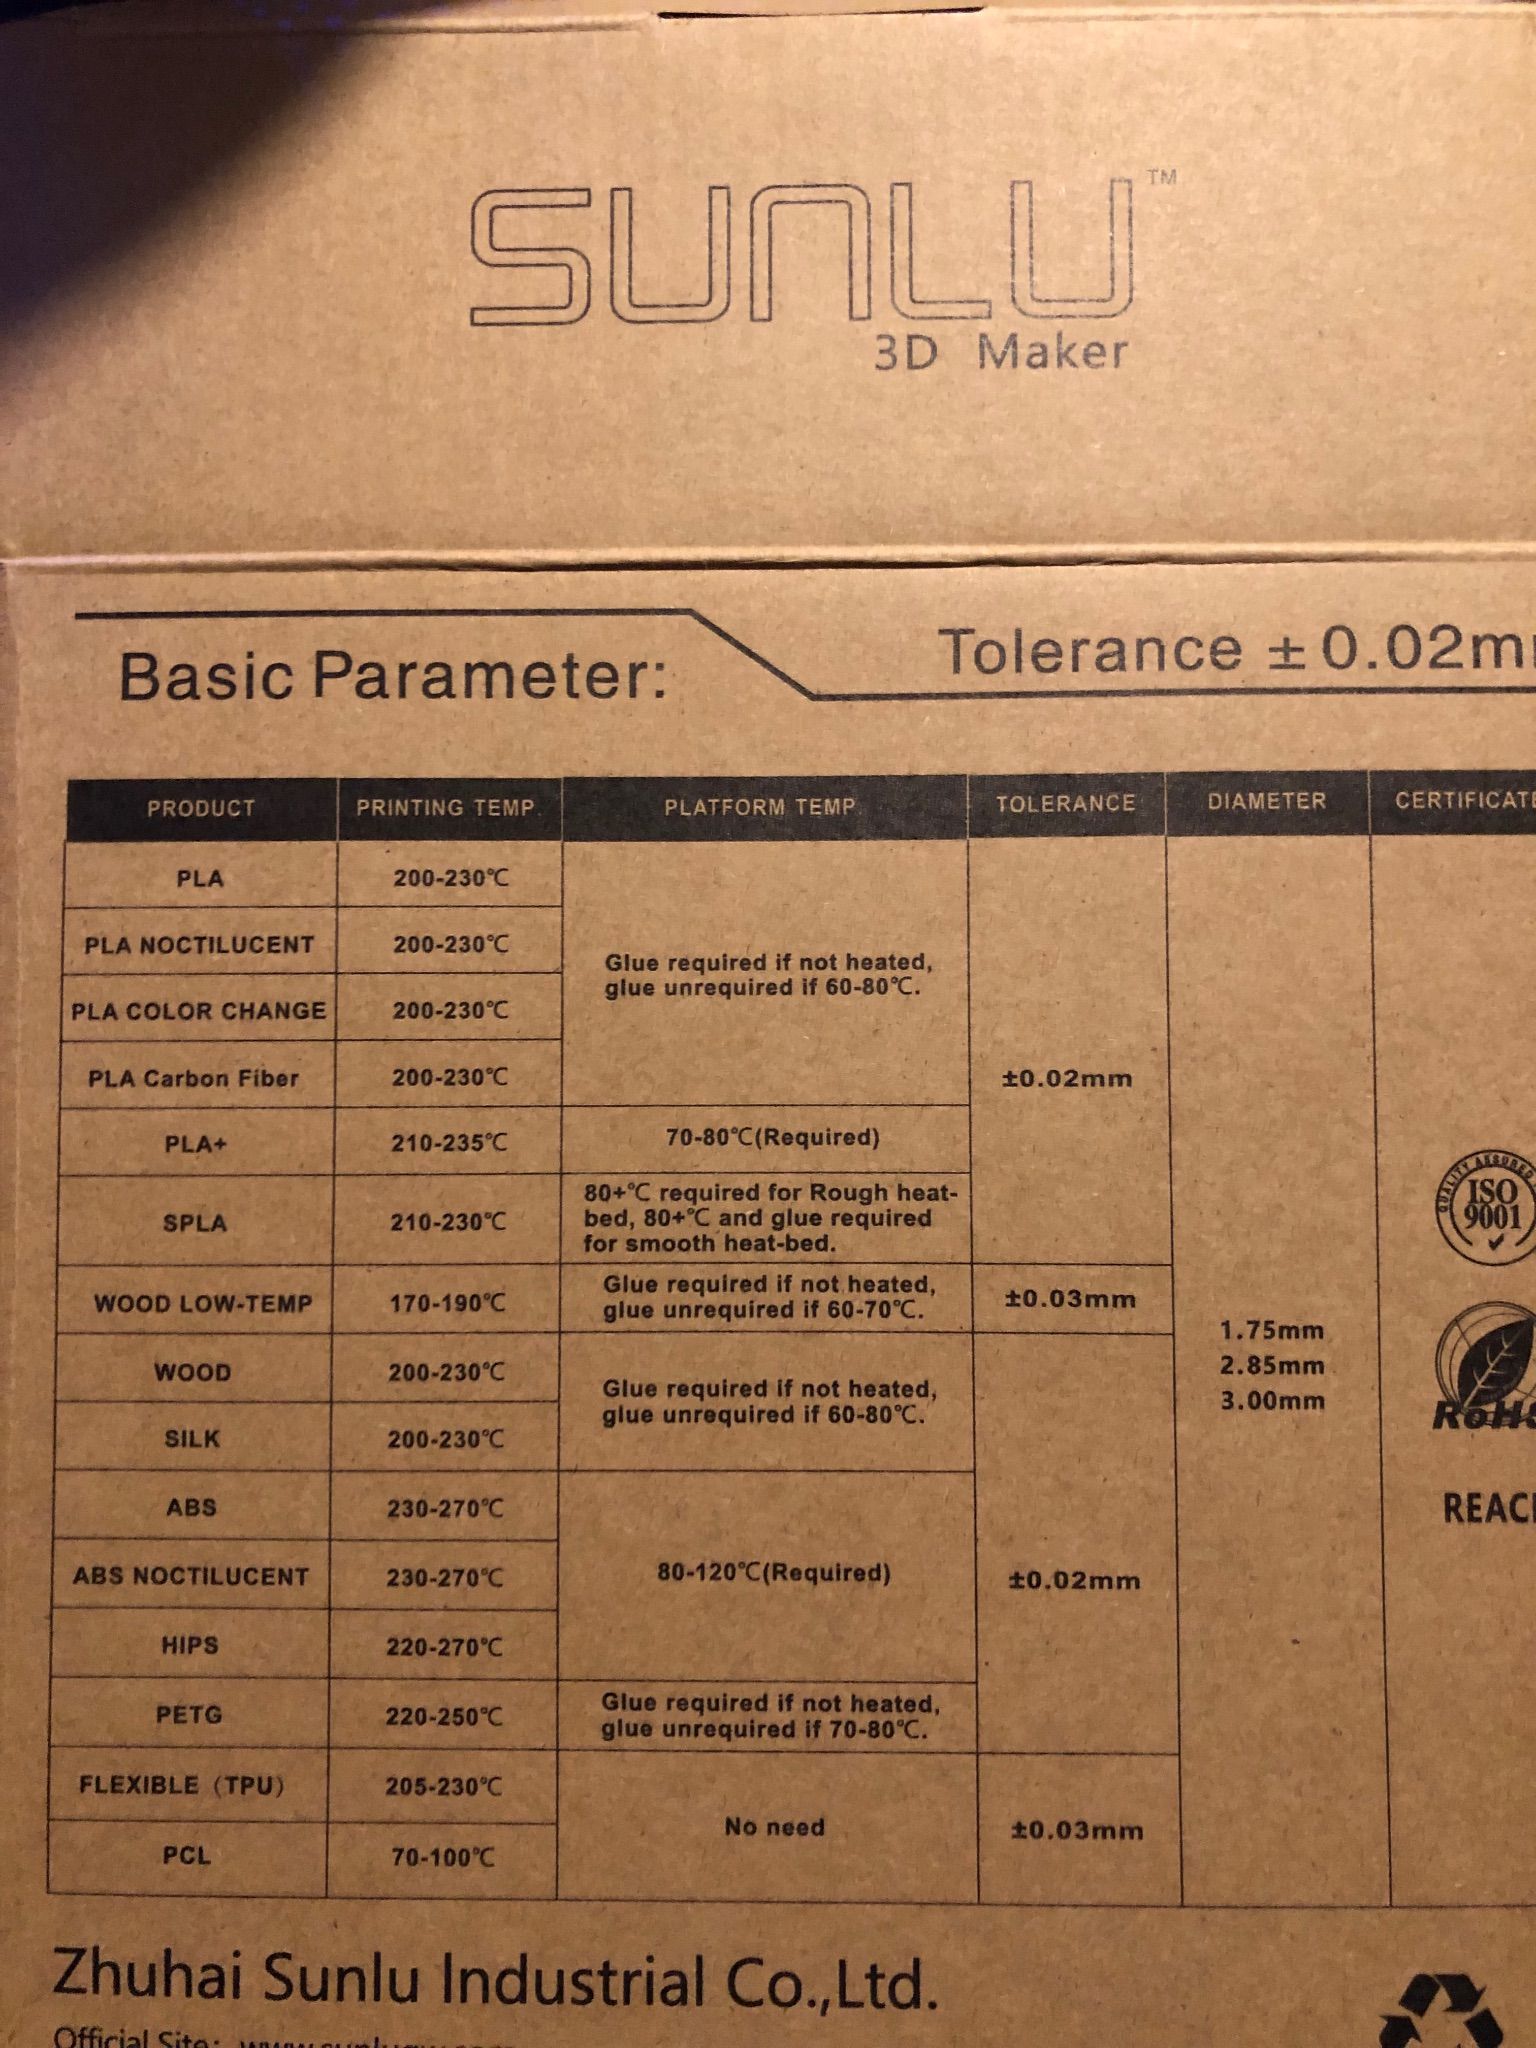 SUNLU™
3D Maker
Basic Parameter:
Tolerance ±0.02m
PRODUCT PRINTING TEMP PLATFORM TEMP TOLERANCE DIAMETER CERTIFICATE
PLA 200-230℃
PLA NOCTILUCENT 200-230℃
Glue required if not heated,
glue unrequired if 60-80℃.
PLA COLOR CHANGE 200-230℃
PLA Carbon Fiber 200-230℃
±0.02mm
PLA+ 210-235℃ 70-80℃(Required)
SPLA 210-230℃
80+℃ required for Rough heat-
bed, 80+℃ and glue required
for smooth heat-bed.
QUALITY ASSURED
ISO
9001
WOOD LOW-TEMP 170-190℃
Glue required if not heated,
glue unrequired if 60-70℃.
±0.03mm
1.75mm
2.85mm
3.00mm
WOOD 200-230℃
Glue required if not heated,
glue unrequired if 60-80℃.
RoHS
SILK 200-230℃
ABS 230-270℃
REACH
ABS NOCTILUCENT 230-270℃ 80-120℃(Required) ±0.02mm
HIPS 220-270℃
PETG 220-250℃
Glue required if not heated,
glue unrequired if 70-80℃.
FLEXIBLE (TPU) 205-230℃
No need ±0.03mm
PCL 70-100℃
Zhuhai Sunlu Industrial Co.,Ltd.
Official Site: